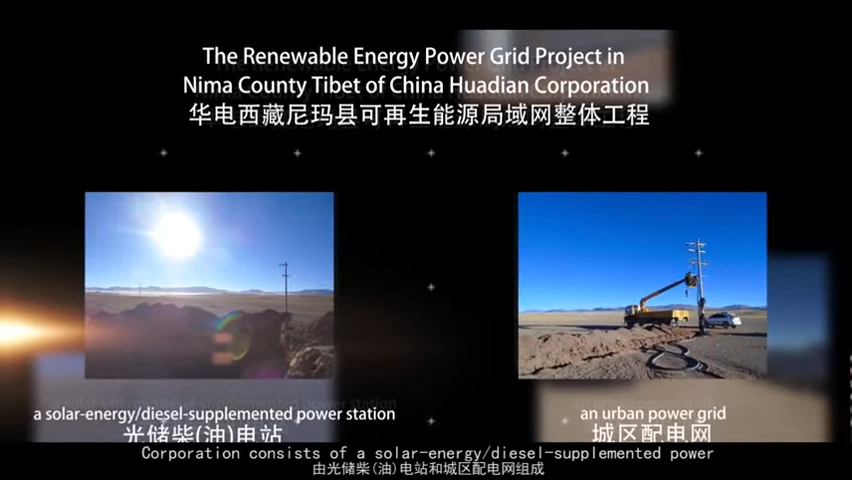 The Renewable Energy Power Grid Project in
Nima County Tibet of China Huadian Corporation
华电西藏尼玛县可再生能源局域网整体工程
a solar-energy/diesel-supplemented power station
光储柴(油)电站
an urban power grid
城区配电网
Corporation consists of a solar-energy/diesel-supplemented power
由光储柴(油)电站和城区配电网组成